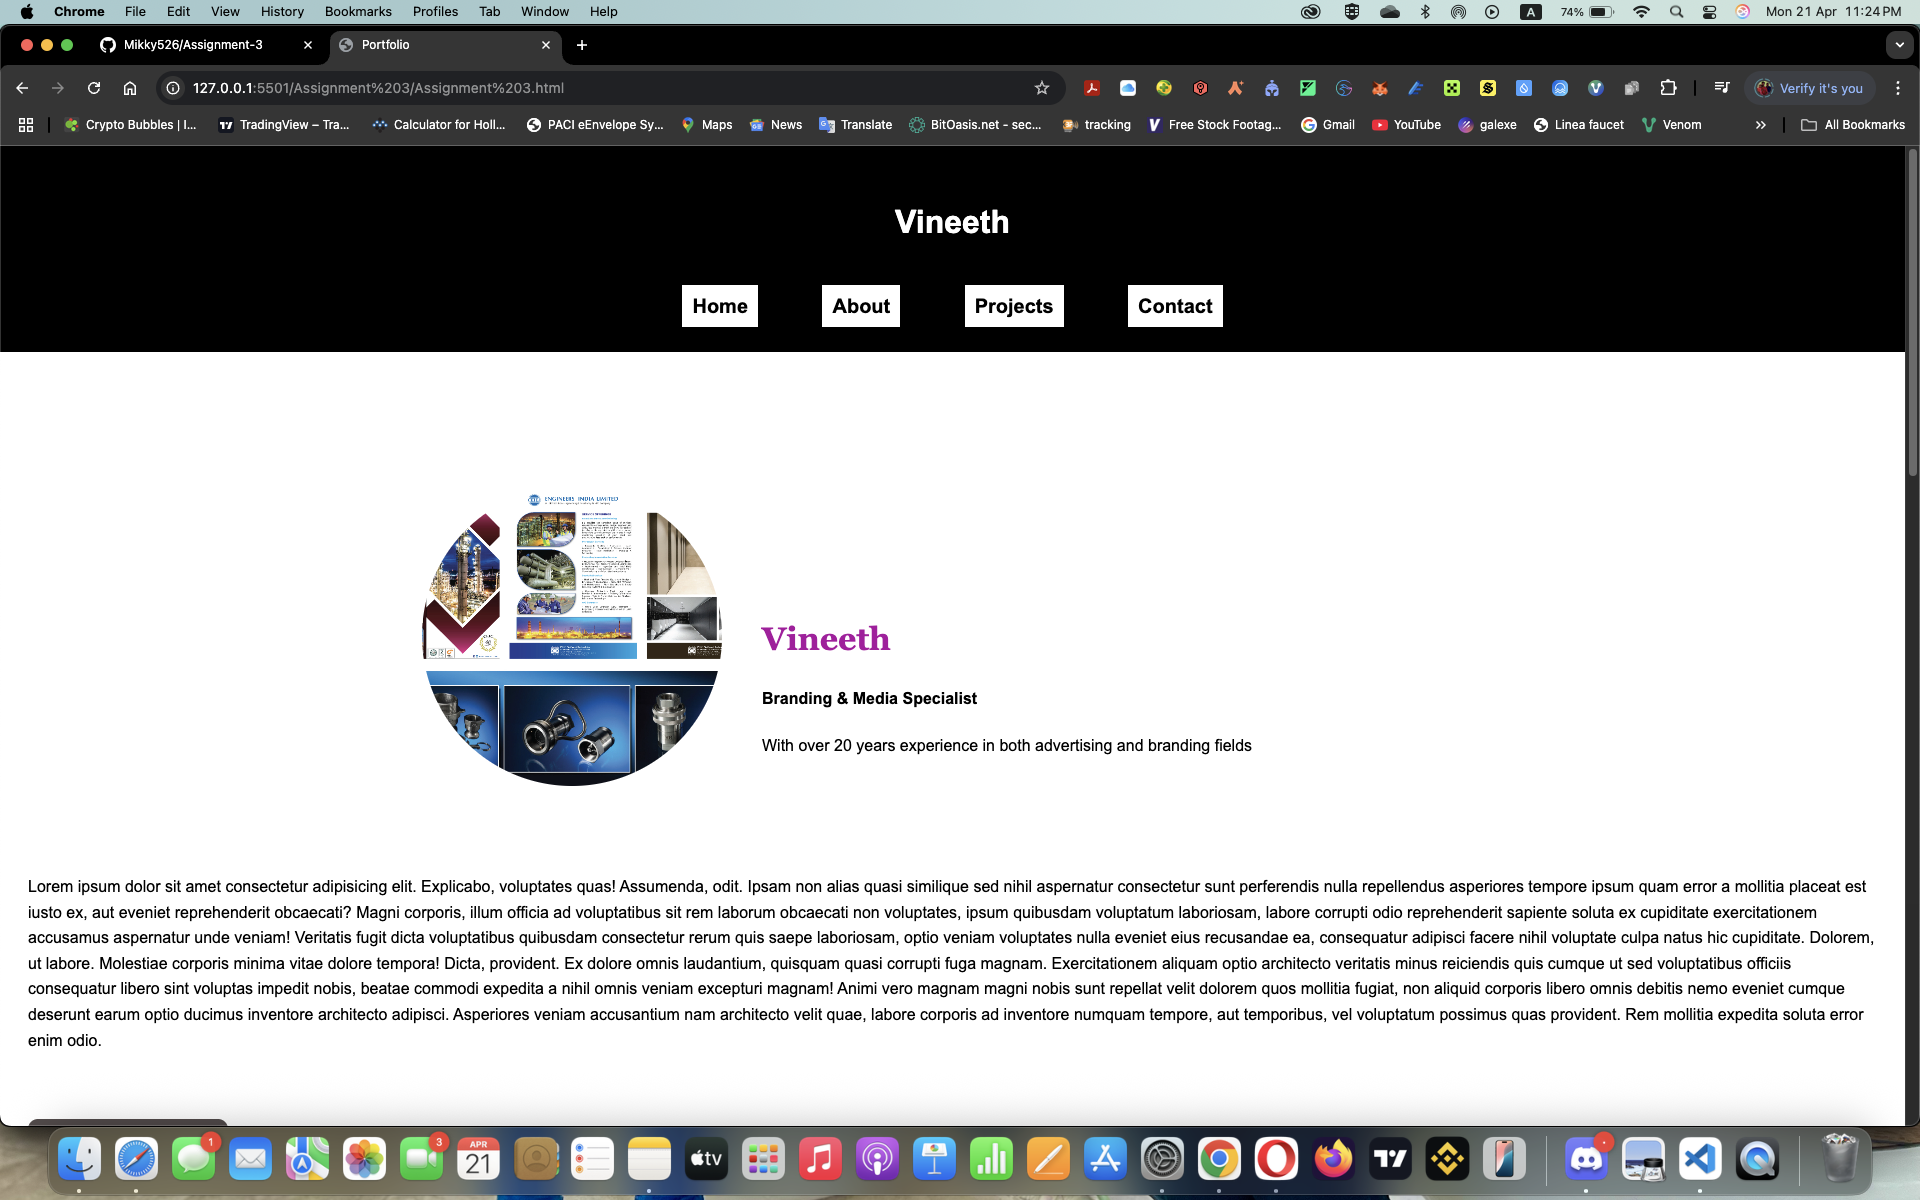 Chrome File Edit View History Bookmarks Profiles Tab Window Help
A 74% Mon 21 Apr 11:24 PM
Mikky526/Assignment-3
Portfolio
127.0.0.1:5501/Assignment%203/Assignment%203.html
Verify it's you
Crypto Bubbles | I...
TradingView – Tra...
Calculator for Holl...
PACI eEnvelope Sy...
Maps
News
Translate
BitOasis.net - sec...
tracking
Free Stock Footag...
Gmail
YouTube
galexe
Linea faucet
Venom
All Bookmarks
Vineeth
Home
About
Projects
Contact
ENGINEERS INDIA LIMITED
Vineeth
Branding & Media Specialist
With over 20 years experience in both advertising and branding fields
Lorem ipsum dolor sit amet consectetur adipisicing elit. Explicabo, voluptates quas! Assumenda, odit. Ipsam non alias quasi similique sed nihil aspernatur consectetur sunt perferendis nulla repellendus asperiores tempore ipsum quam error a mollitia placeat est
iusto ex, aut eveniet reprehenderit obcaecati? Magni corporis, illum officia ad voluptatibus sit rem laborum obcaecati non voluptates, ipsum quibusdam voluptatum laboriosam, labore corrupti odio reprehenderit sapiente soluta ex cupiditate exercitationem
accusamus aspernatur unde veniam! Veritatis fugit dicta voluptatibus quibusdam consectetur rerum quis saepe laboriosam, optio veniam voluptates nulla eveniet eius recusandae ea, consequatur adipisci facere nihil voluptate culpa natus hic cupiditate. Dolorem,
ut labore. Molestiae corporis minima vitae dolore tempora! Dicta, provident. Ex dolore omnis laudantium, quisquam quasi corrupti fuga magnam. Exercitationem aliquam optio architecto veritatis minus reiciendis quis cumque ut sed voluptatibus officiis
consequatur libero sint voluptas impedit nobis, beatae commodi expedita a nihil omnis veniam excepturi magnam! Animi vero magnam magni nobis sunt repellat velit dolorem quos mollitia fugiat, non aliquid corporis libero omnis debitis nemo eveniet cumque
deserunt earum optio ducimus inventore architecto adipisci. Asperiores veniam accusantium nam architecto velit quae, labore corporis ad inventore numquam tempore, aut temporibus, vel voluptatum possimus quas provident. Rem mollitia expedita soluta error
enim odio.
1
3
APR
21
tv